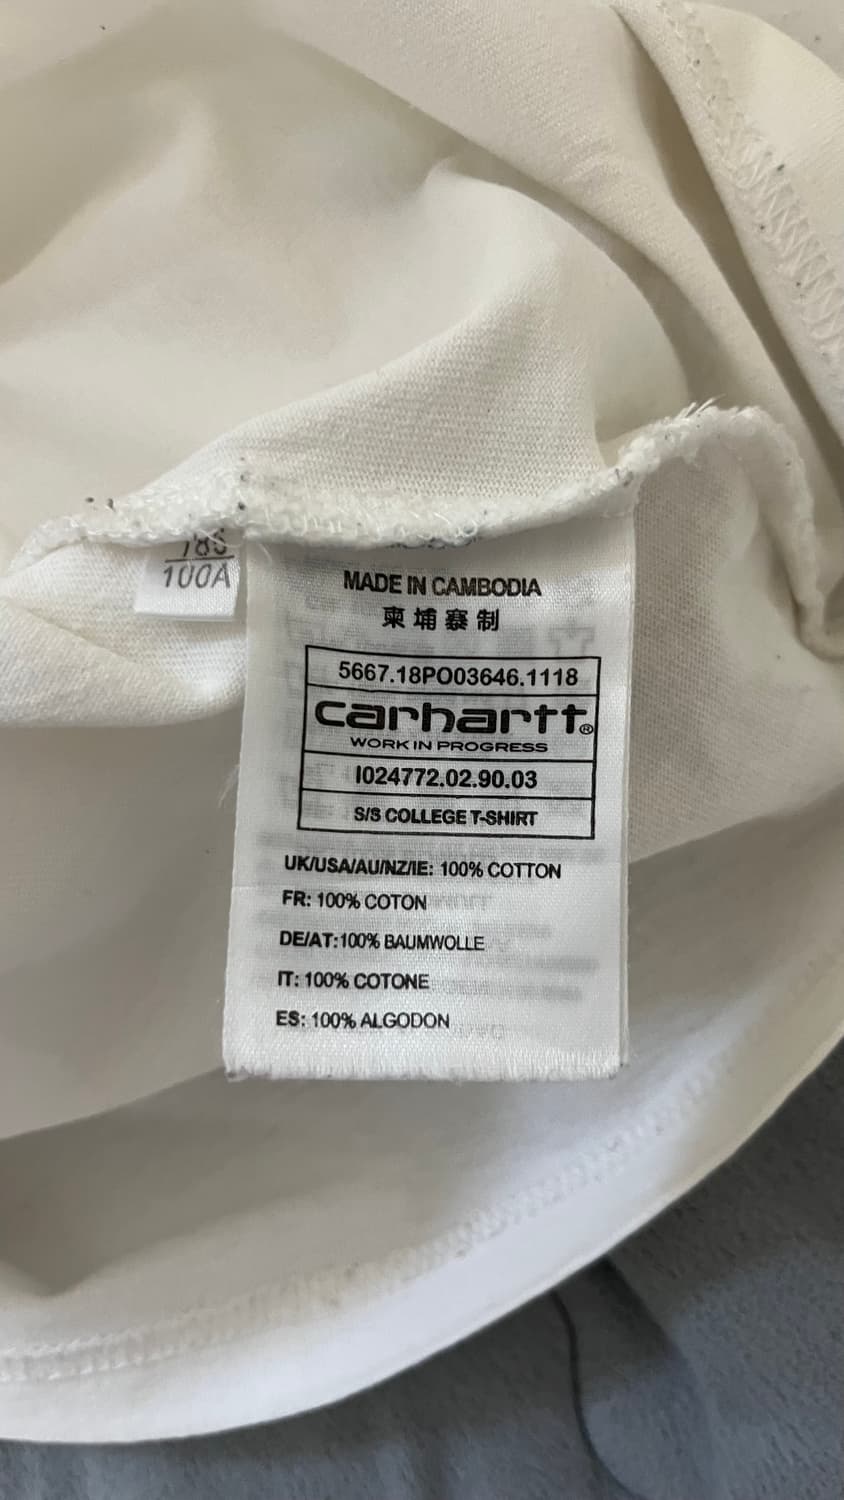 100A
MADE IN CAMBODIA
柬埔寨制
5667.18PO03646.1118
carhartt®
WORK IN PROGRESS
I024772.02.90.03
S/S COLLEGE T-SHIRT
UK/USA/AU/NZ/IE: 100% COTTON
FR: 100% COTON
DE/AT:100% BAUMWOLLE
IT: 100% COTONE
ES: 100% ALGODON